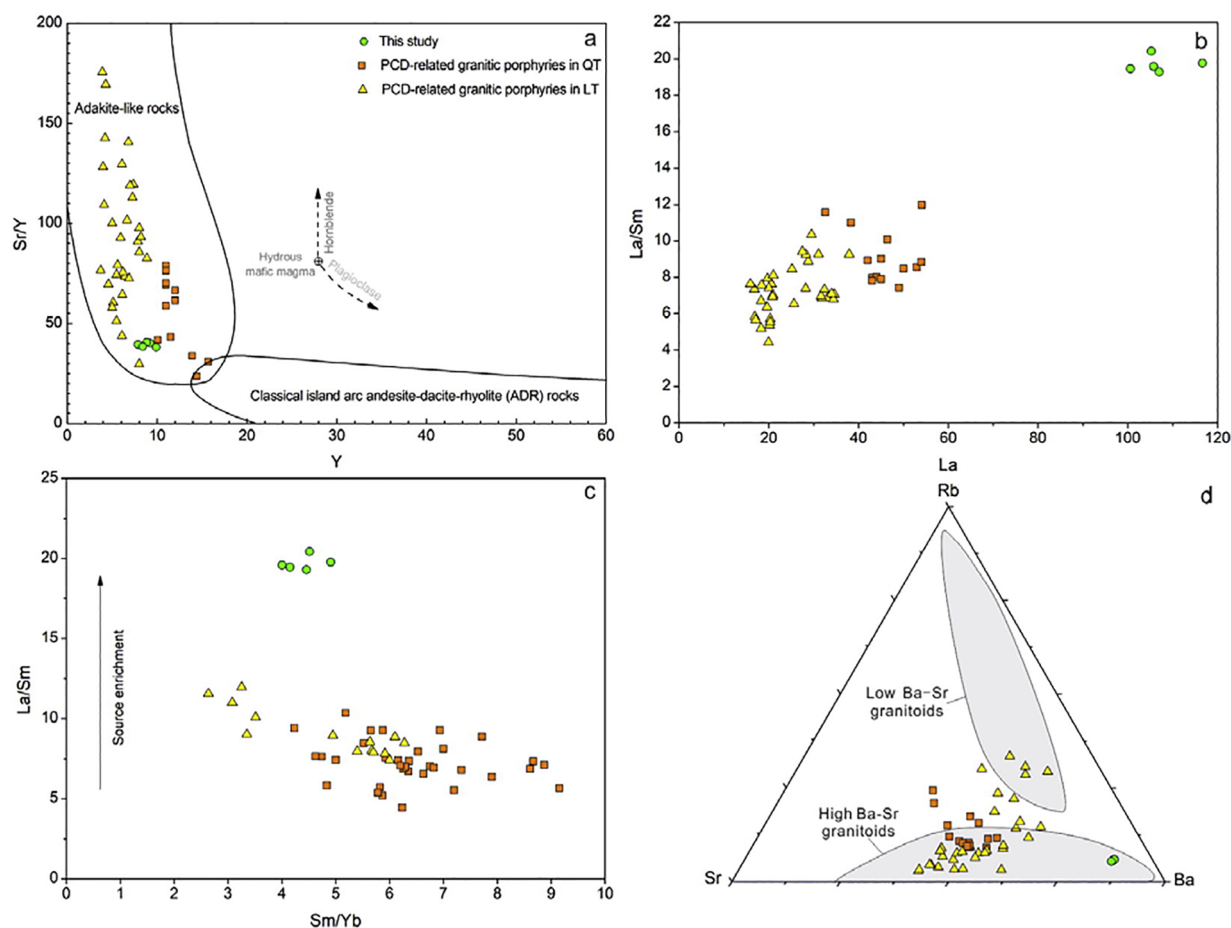 a
200
150
100
50
0
Sr/Y
This study
PCD-related granitic porphyries in QT
PCD-related granitic porphyries in LT
Adakite-like rocks
Hornblende
Hydrous
mafic magma
Plagioclase
Classical island arc andesite-dacite-rhyolite (ADR) rocks
0 10 20 30 40 50 60
Y
b
22
20
18
16
14
12
10
8
6
4
2
0
La/Sm
0 20 40 60 80 100 120
La
c
25
20
15
10
5
0
La/Sm
Source enrichment
0 1 2 3 4 5 6 7 8 9 10
Sm/Yb
d
Rb
Low Ba-Sr
granitoids
High Ba-Sr
granitoids
Sr
Ba